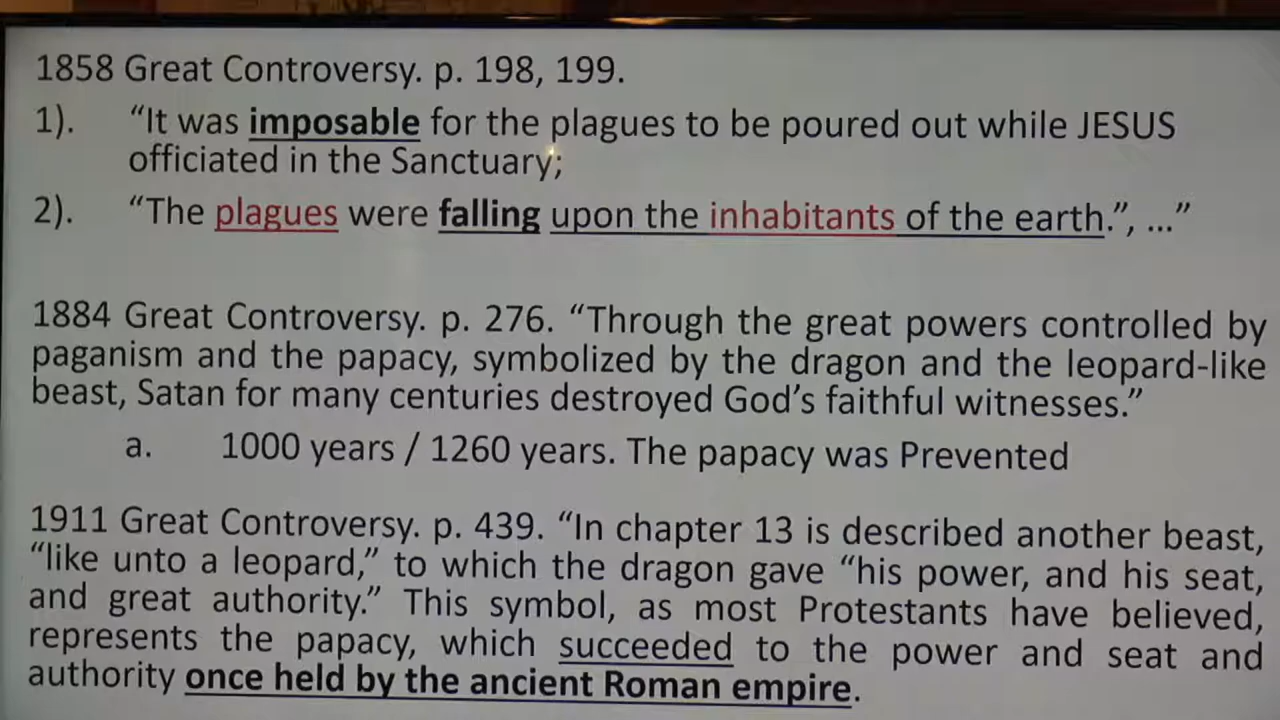 1858 Great Controversy. p. 198, 199.
1). “It was imposable for the plagues to be poured out while JESUS
officiated in the Sanctuary;
2). “The plagues were falling upon the inhabitants of the earth.”, ...”
1884 Great Controversy. p. 276. “Through the great powers controlled by
paganism and the papacy, symbolized by the dragon and the leopard-like
beast, Satan for many centuries destroyed God’s faithful witnesses.”
a. 1000 years / 1260 years. The papacy was Prevented
1911 Great Controversy. p. 439. “In chapter 13 is described another beast,
“like unto a leopard,” to which the dragon gave “his power, and his seat,
and great authority.” This symbol, as most Protestants have believed,
represents the papacy, which succeeded to the power and seat and
authority once held by the ancient Roman empire.